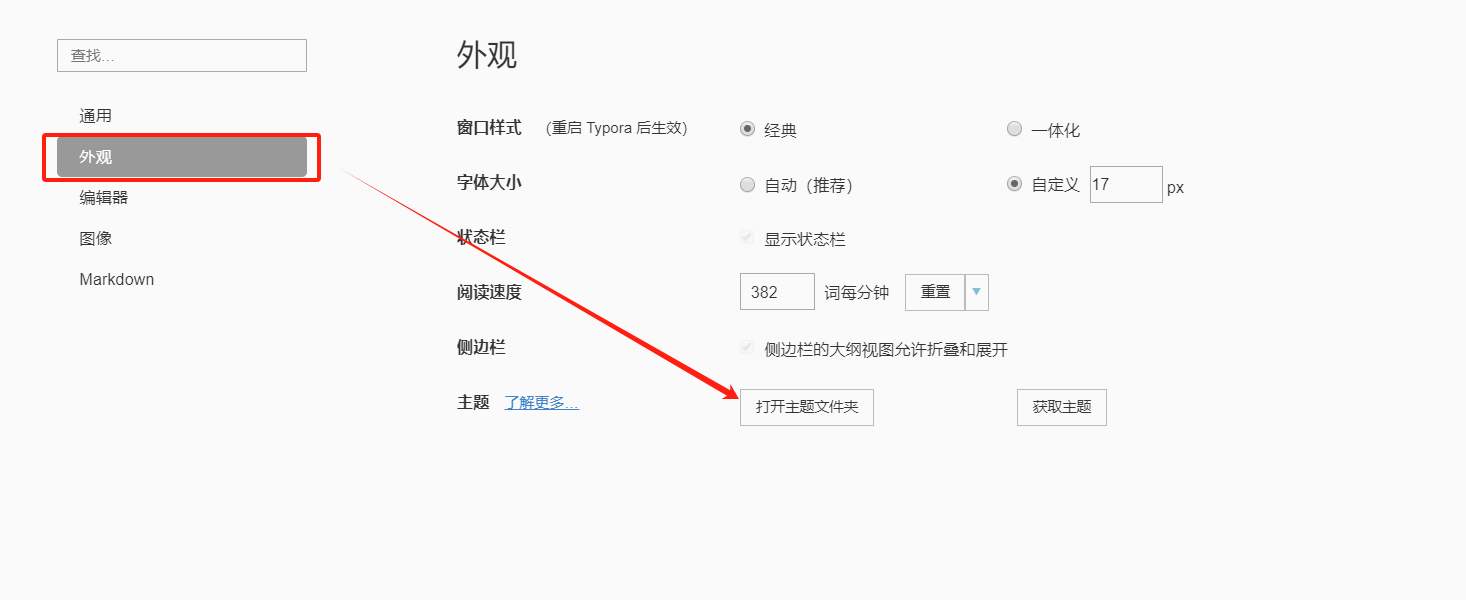 查找...
通用
外观
编辑器
图像
Markdown
外观
窗口样式 (重启 Typora 后生效) 经典 一体化
字体大小 自动（推荐） 自定义 17 px
状态栏 显示状态栏
阅读速度 382 词每分钟 重置
侧边栏 侧边栏的大纲视图允许折叠和展开
主题 了解更多... 打开主题文件夹 获取主题